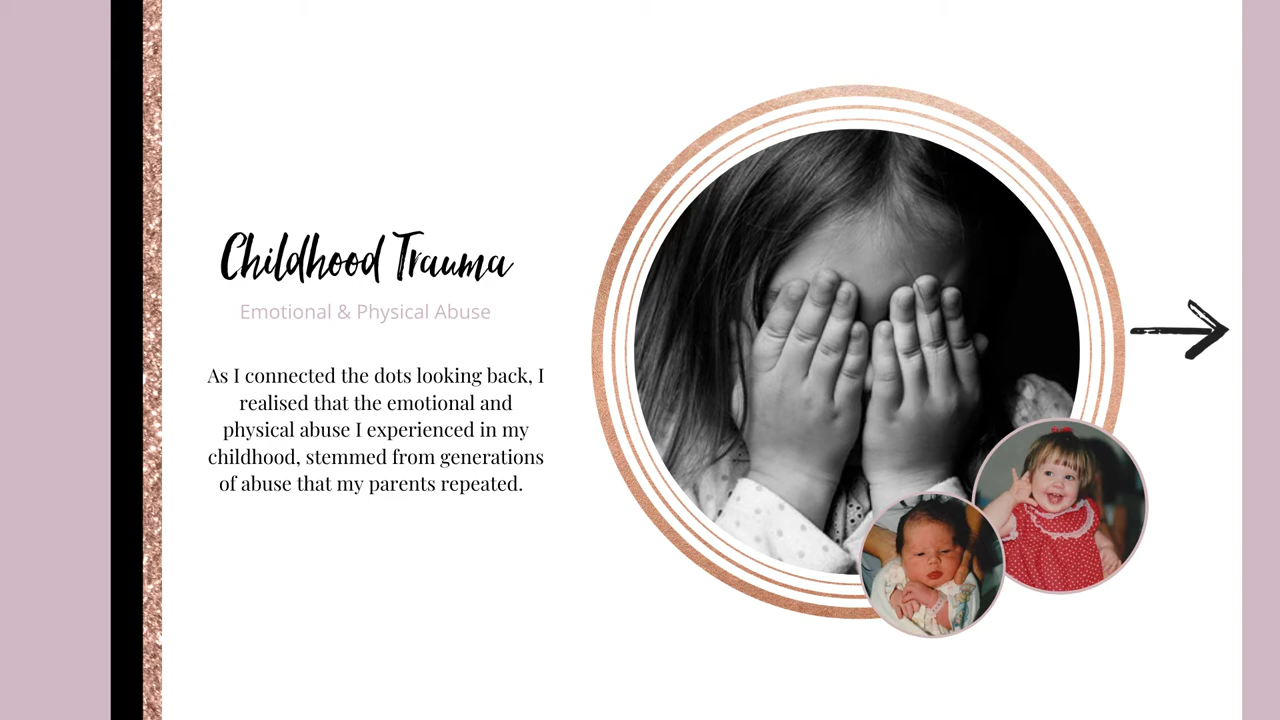 Childhood Trauma
Emotional & Physical Abuse
As I connected the dots looking back, I
realised that the emotional and
physical abuse I experienced in my
childhood, stemmed from generations
of abuse that my parents repeated.